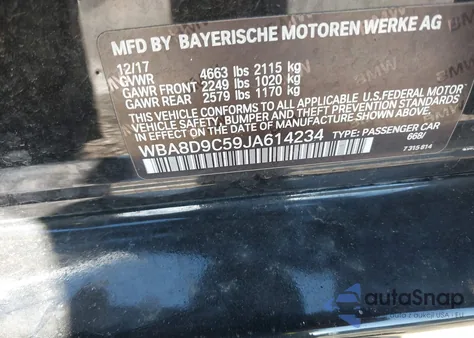 MFD BY BAYERISCHE MOTOREN WERKE AG
12/17
GVWR 4663 lbs 2115 kg
GAWR FRONT 2249 lbs 1020 kg
GAWR REAR 2579 lbs 1170 kg
THIS VEHICLE CONFORMS TO ALL APPLICABLE U.S. FEDERAL MOTOR
VEHICLE SAFETY, BUMPER, AND THEFT PREVENTION STANDARDS
IN EFFECT ON THE DATE OF MANUFACTURE SHOWN ABOVE.
WBA8D9C59JA614234 TYPE: PASSENGER CAR
668/
7315814
autoSnap